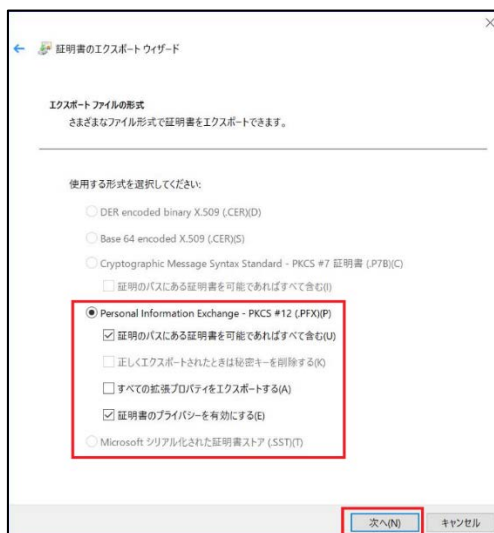 証明書のエクスポート ウィザード
エクスポート ファイルの形式
さまざまなファイル形式で証明書をエクスポートできます。
使用する形式を選択してください:
DER encoded binary X.509 (.CER)(D)
Base 64 encoded X.509 (.CER)(S)
Cryptographic Message Syntax Standard - PKCS #7 証明書 (.P7B)(C)
証明のパスにある証明書を可能であればすべて含む(I)
Personal Information Exchange - PKCS #12 (.PFX)(P)
証明のパスにある証明書を可能であればすべて含む(U)
正しくエクスポートされたときは秘密キーを削除する(K)
すべての拡張プロパティをエクスポートする(A)
証明書のプライバシーを有効にする(E)
Microsoft シリアル化された証明書ストア (.SST)(T)
次へ(N) キャンセル